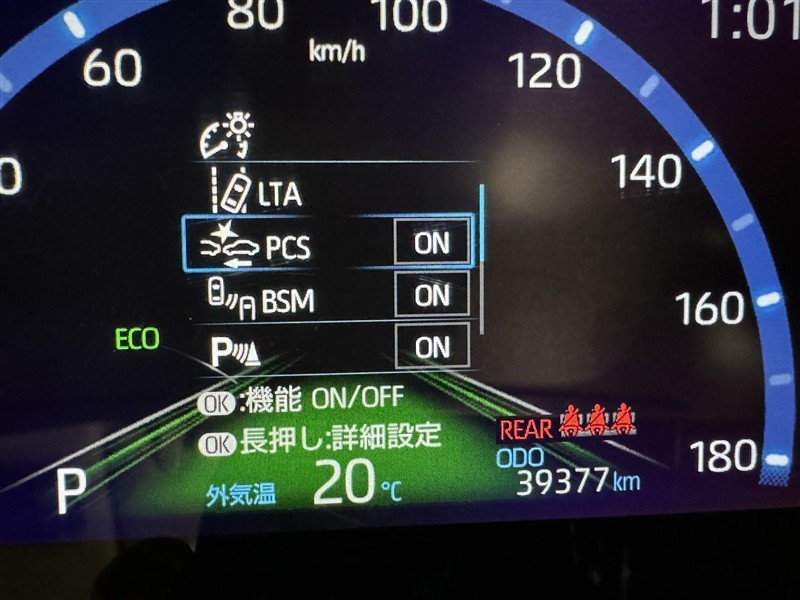 80 100 1:01
60 km/h 120
0 140
LTA
PCS ON
BSM ON
160
ECO P ON
OK:機能 ON/OFF
OK長押し:詳細設定
REAR
180
ODO
P 外気温 20℃ 39377km